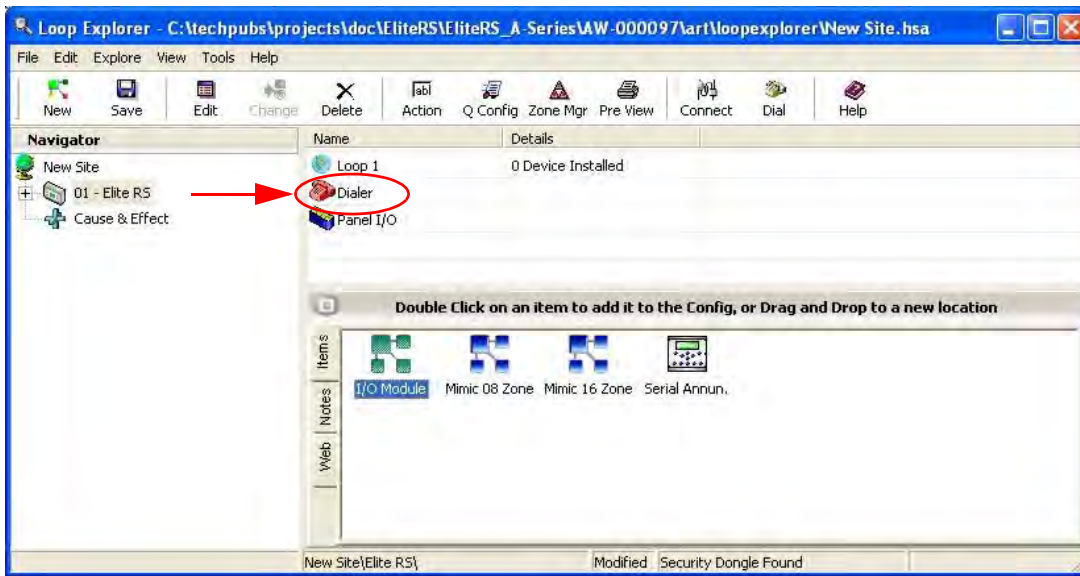 Loop Explorer - C:\techpubs\projects\doc\EliteRS\EliteRS_A-Series\AW-000097\art\loopexplorer\New Site.hsa
File Edit Explore View Tools Help
New Save Edit Change Delete Action Q Config Zone Mgr Pre View Connect Dial Help
Navigator
New Site
01 - Elite RS
Cause & Effect
Name Details
Loop 1 0 Device Installed
Dialer
Panel I/O
Double Click on an item to add it to the Config, or Drag and Drop to a new location
Items
Notes
Web
I/O Module Mimic 08 Zone Mimic 16 Zone Serial Annun.
New Site\Elite RS\ Modified Security Dongle Found